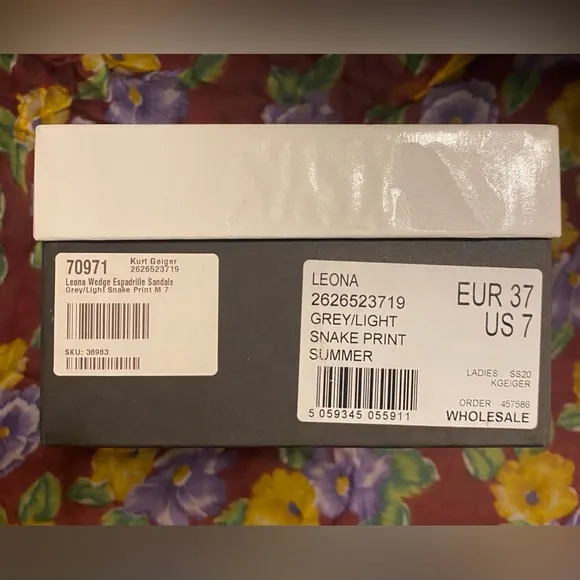 70971
Kurt Geiger
2626523719
Leona Wedge Espadrille Sandals
Grey/Light Snake Print M 7
SKU: 38983
LEONA
2626523719
GREY/LIGHT
SNAKE PRINT
SUMMER
EUR 37
US 7
LADIES SS20
KGEIGER
ORDER 457586
WHOLESALE
5 059345 055911